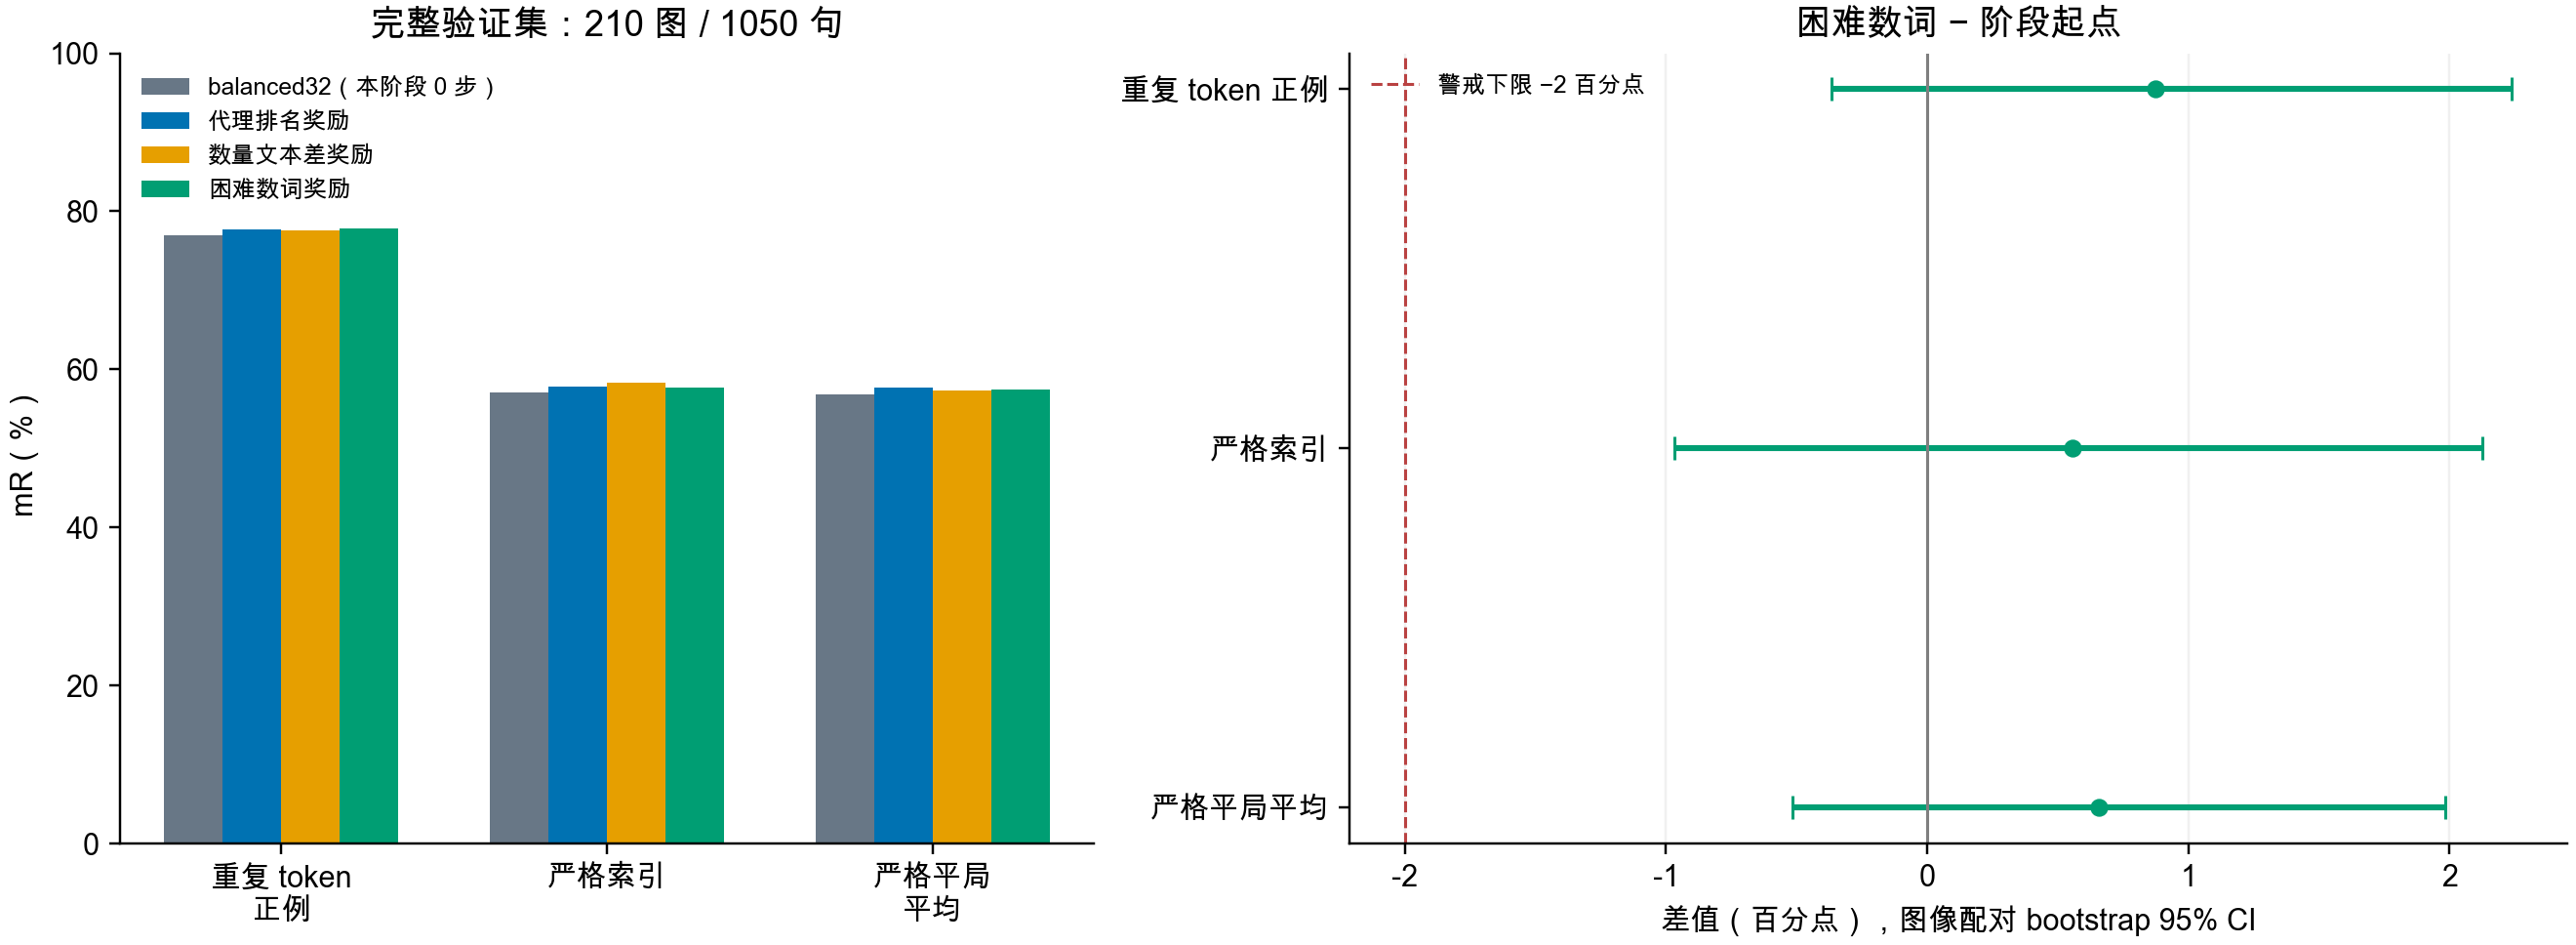 完整验证集：210 图 / 1050 句
100
80
60
40
20
0
mR（%）
balanced32（本阶段 0 步）
代理排名奖励
数量文本差奖励
困难数词奖励
重复 token
正例
严格索引
严格平局
平均
困难数词 − 阶段起点
警戒下限 −2 百分点
重复 token 正例
严格索引
严格平局平均
-2
-1
0
1
2
差值（百分点），图像配对 bootstrap 95% CI